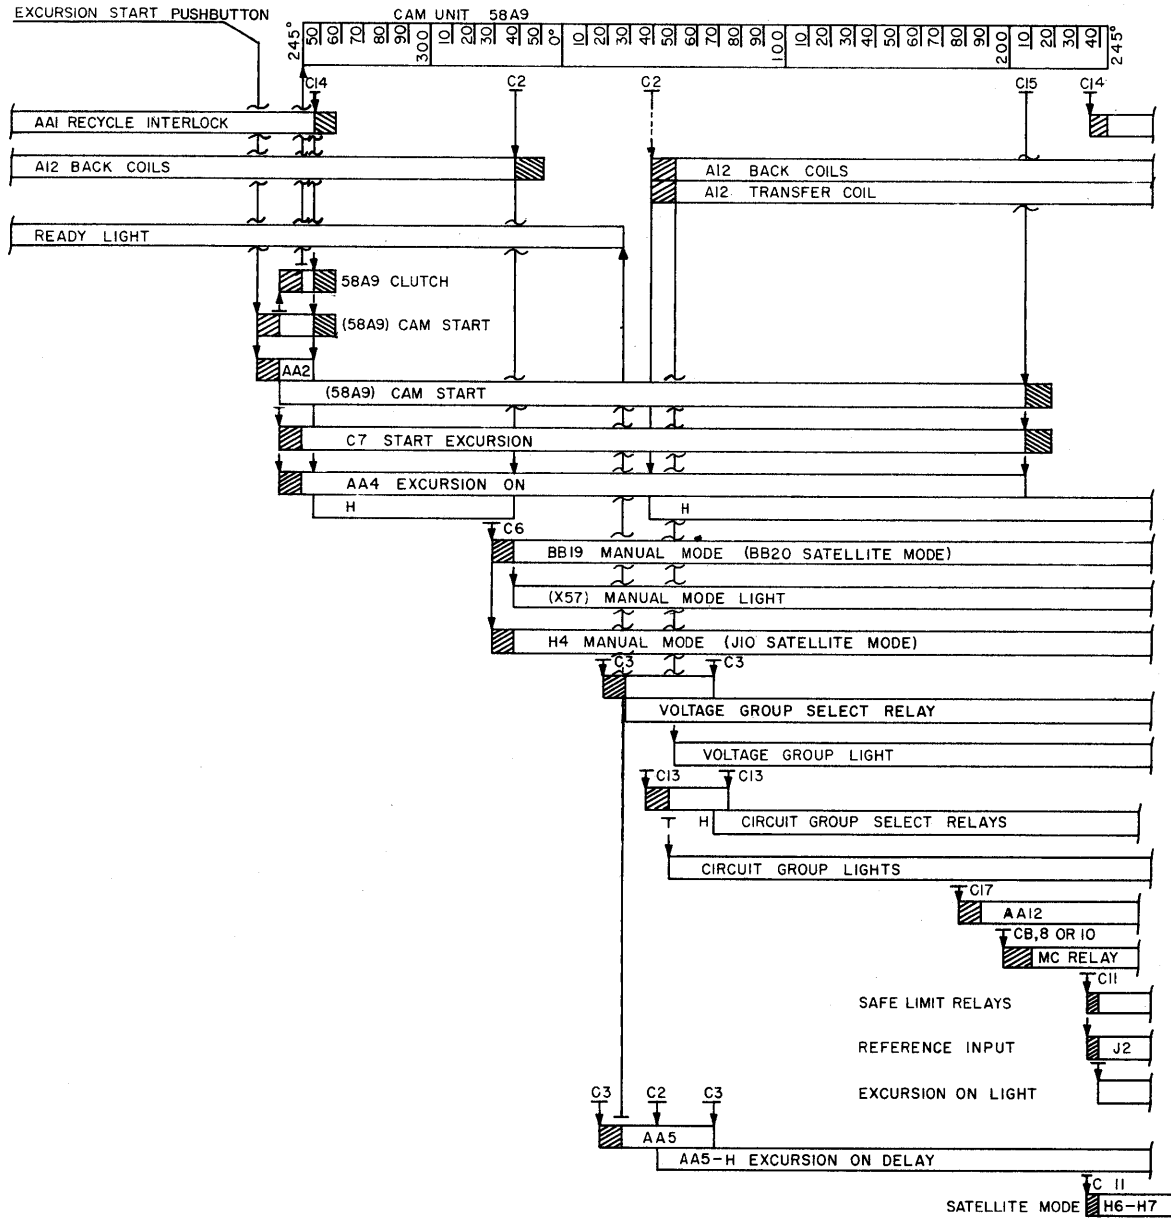 EXCURSION START PUSHBUTTON
CAM UNIT 58A9
245° 50 60 70 80 90 300 10 20 30 40 50 0° 10 20 30 40 50 60 70 80 90 100 10 20 30 40 50 60 70 80 90 200 10 20 30 40 245°
C14 C2 C2 C15 C14
AA1 RECYCLE INTERLOCK
A12 BACK COILS
A12 BACK COILS
A12 TRANSFER COIL
READY LIGHT
58A9 CLUTCH
(58A9) CAM START
AA2
(58A9) CAM START
C7 START EXCURSION
AA4 EXCURSION ON
H H
C6
BB19 MANUAL MODE (BB20 SATELLITE MODE)
(X57) MANUAL MODE LIGHT
H4 MANUAL MODE (J10 SATELLITE MODE)
C3 C3
VOLTAGE GROUP SELECT RELAY
VOLTAGE GROUP LIGHT
C13 C13
H CIRCUIT GROUP SELECT RELAYS
CIRCUIT GROUP LIGHTS
C17
AA12
CB,8 OR 10
MC RELAY
C11
SAFE LIMIT RELAYS
REFERENCE INPUT J2
EXCURSION ON LIGHT
C3 C2 C3
AA5
AA5-H EXCURSION ON DELAY
C 11
SATELLITE MODE H6-H7